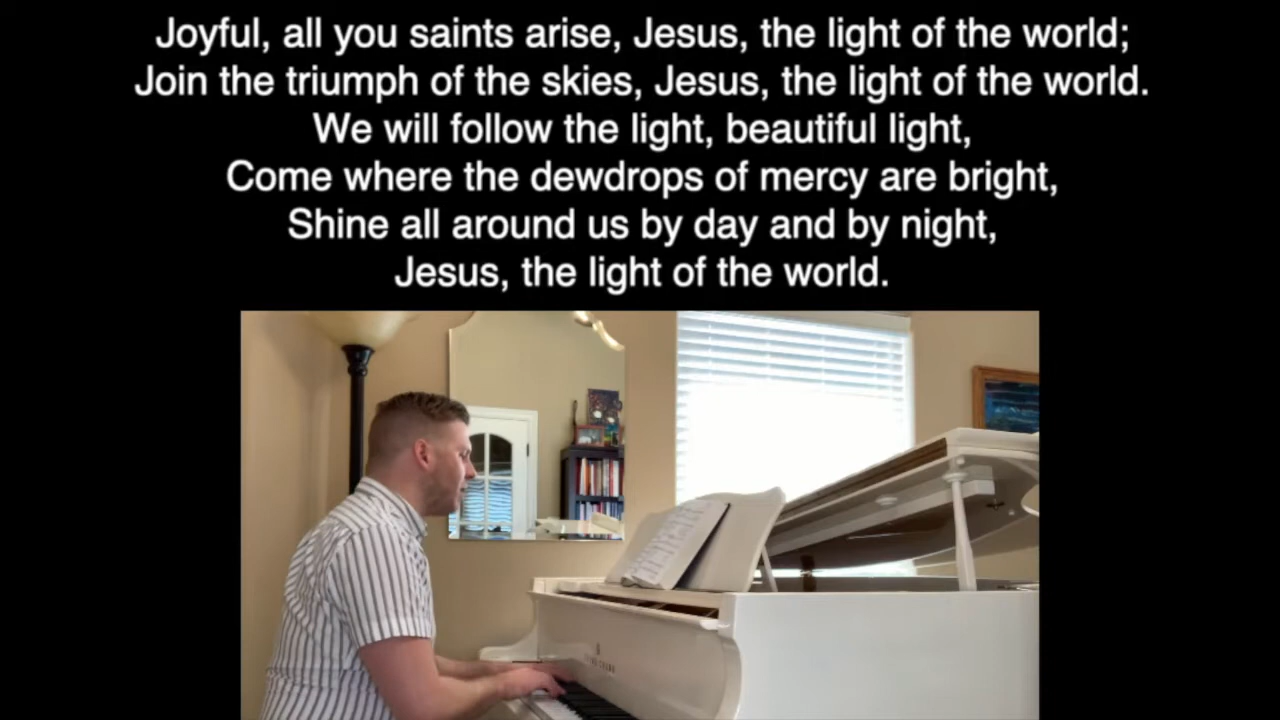 Joyful, all you saints arise, Jesus, the light of the world;
Join the triumph of the skies, Jesus, the light of the world.
We will follow the light, beautiful light,
Come where the dewdrops of mercy are bright,
Shine all around us by day and by night,
Jesus, the light of the world.